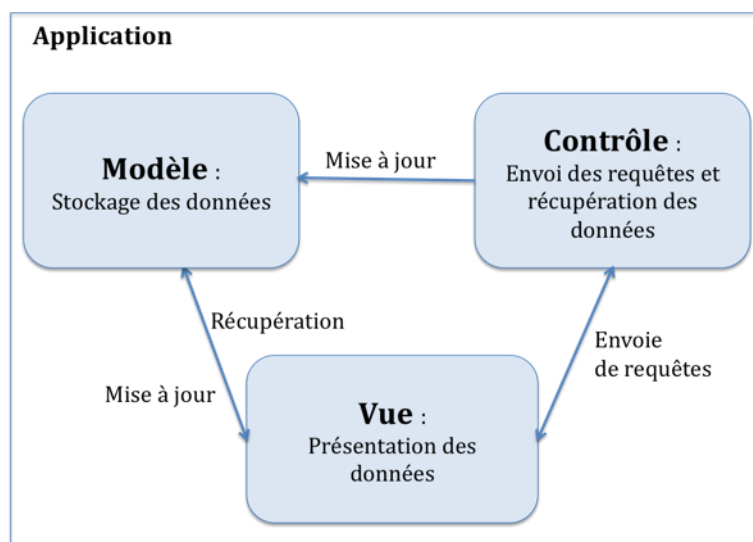 Application
Modèle :
Stockage des données
Mise à jour
Contrôle :
Envoi des requêtes et
récupération des
données
Récupération
Mise à jour
Envoie
de requêtes
Vue :
Présentation des
données